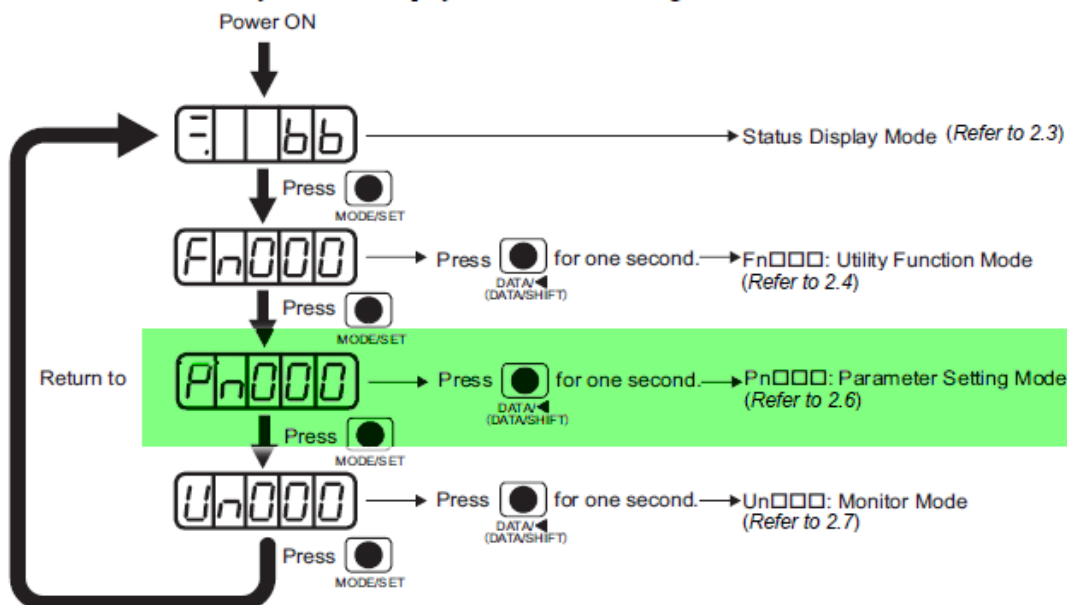 Power ON
bb
Status Display Mode (Refer to 2.3)
Press
MODE/SET
Fn000
Press for one second.
DATA/◀
(DATA/SHIFT)
Fn□□□: Utility Function Mode
(Refer to 2.4)
Press
MODE/SET
Return to
Pn000
Press for one second.
DATA/◀
(DATA/SHIFT)
Pn□□□: Parameter Setting Mode
(Refer to 2.6)
Press
MODE/SET
Un000
Press for one second.
DATA/◀
(DATA/SHIFT)
Un□□□: Monitor Mode
(Refer to 2.7)
Press
MODE/SET